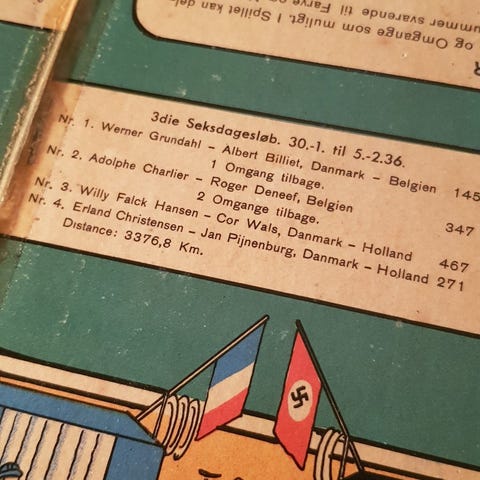 og Omgange som muligt. I Spillet kan del
ummer svarende til Farve og
R
3die Seksdagesløb. 30.-1. til 5.-2.36.
Nr. 1. Werner Grundahl – Albert Billiet, Danmark – Belgien 145
1 Omgang tilbage.
Nr. 2. Adolphe Charlier – Roger Deneef, Belgien 347
2 Omgange tilbage.
Nr. 3. Willy Falck Hansen – Cor Wals, Danmark – Holland 467
Nr. 4. Erland Christensen – Jan Pijnenburg, Danmark – Holland 271
Distance: 3376,8 Km.